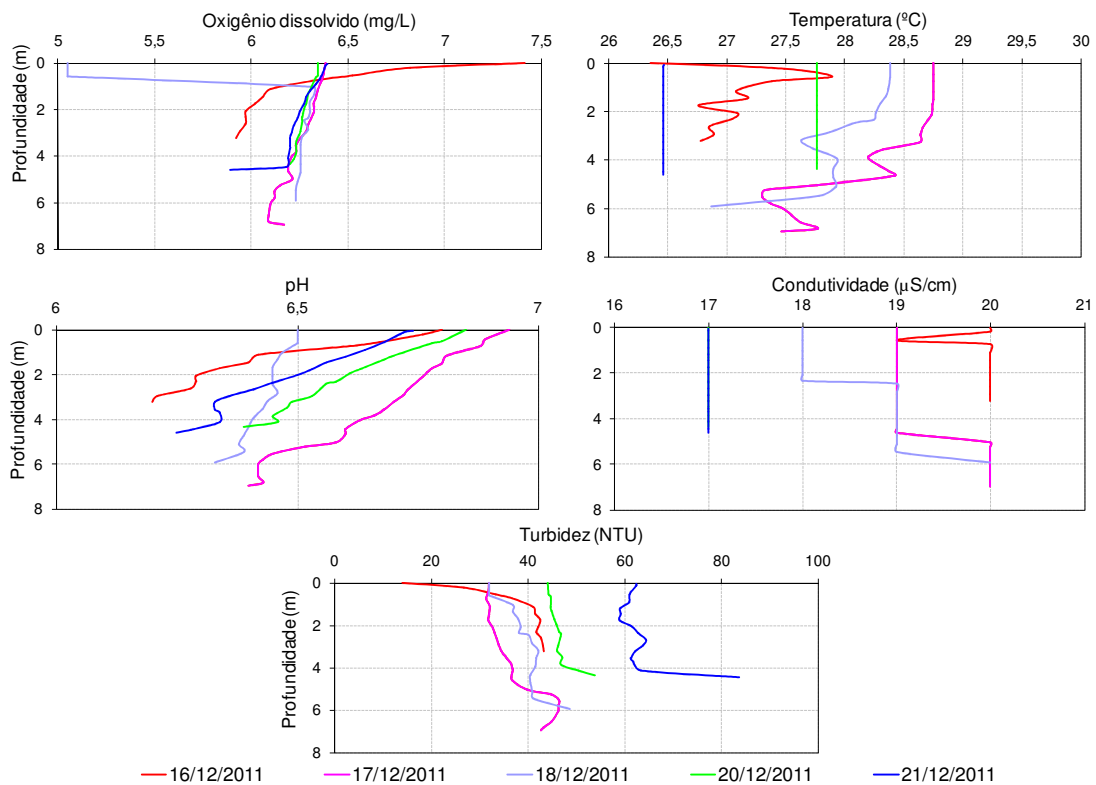 Oxigênio dissolvido (mg/L)
5 5,5 6 6,5 7 7,5
Profundidade (m)
0
2
4
6
8
Temperatura (ºC)
26 26,5 27 27,5 28 28,5 29 29,5 30
0
2
4
6
8
pH
6 6,5 7
Profundidade (m)
0
2
4
6
8
Condutividade (µS/cm)
16 17 18 19 20 21
0
2
4
6
8
Turbidez (NTU)
0 20 40 60 80 100
Profundidade (m)
0
2
4
6
8
16/12/2011 17/12/2011 18/12/2011 20/12/2011 21/12/2011